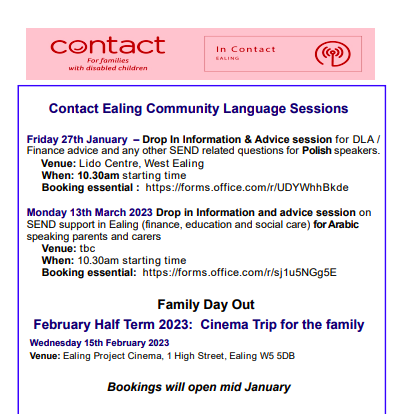 contact
For families
with disabled children
In Contact
EALING
Contact Ealing Community Language Sessions
Friday 27th January – Drop In Information & Advice session for DLA /
Finance advice and any other SEND related questions for Polish speakers.
Venue: Lido Centre, West Ealing
When: 10.30am starting time
Booking essential : https://forms.office.com/r/UDYWhhBkde
Monday 13th March 2023 Drop in Information and advice session on
SEND support in Ealing (finance, education and social care) for Arabic
speaking parents and carers
Venue: tbc
When: 10.30am starting time
Booking essential: https://forms.office.com/r/sj1u5NGg5E
Family Day Out
February Half Term 2023: Cinema Trip for the family
Wednesday 15th February 2023
Venue: Ealing Project Cinema, 1 High Street, Ealing W5 5DB
Bookings will open mid January